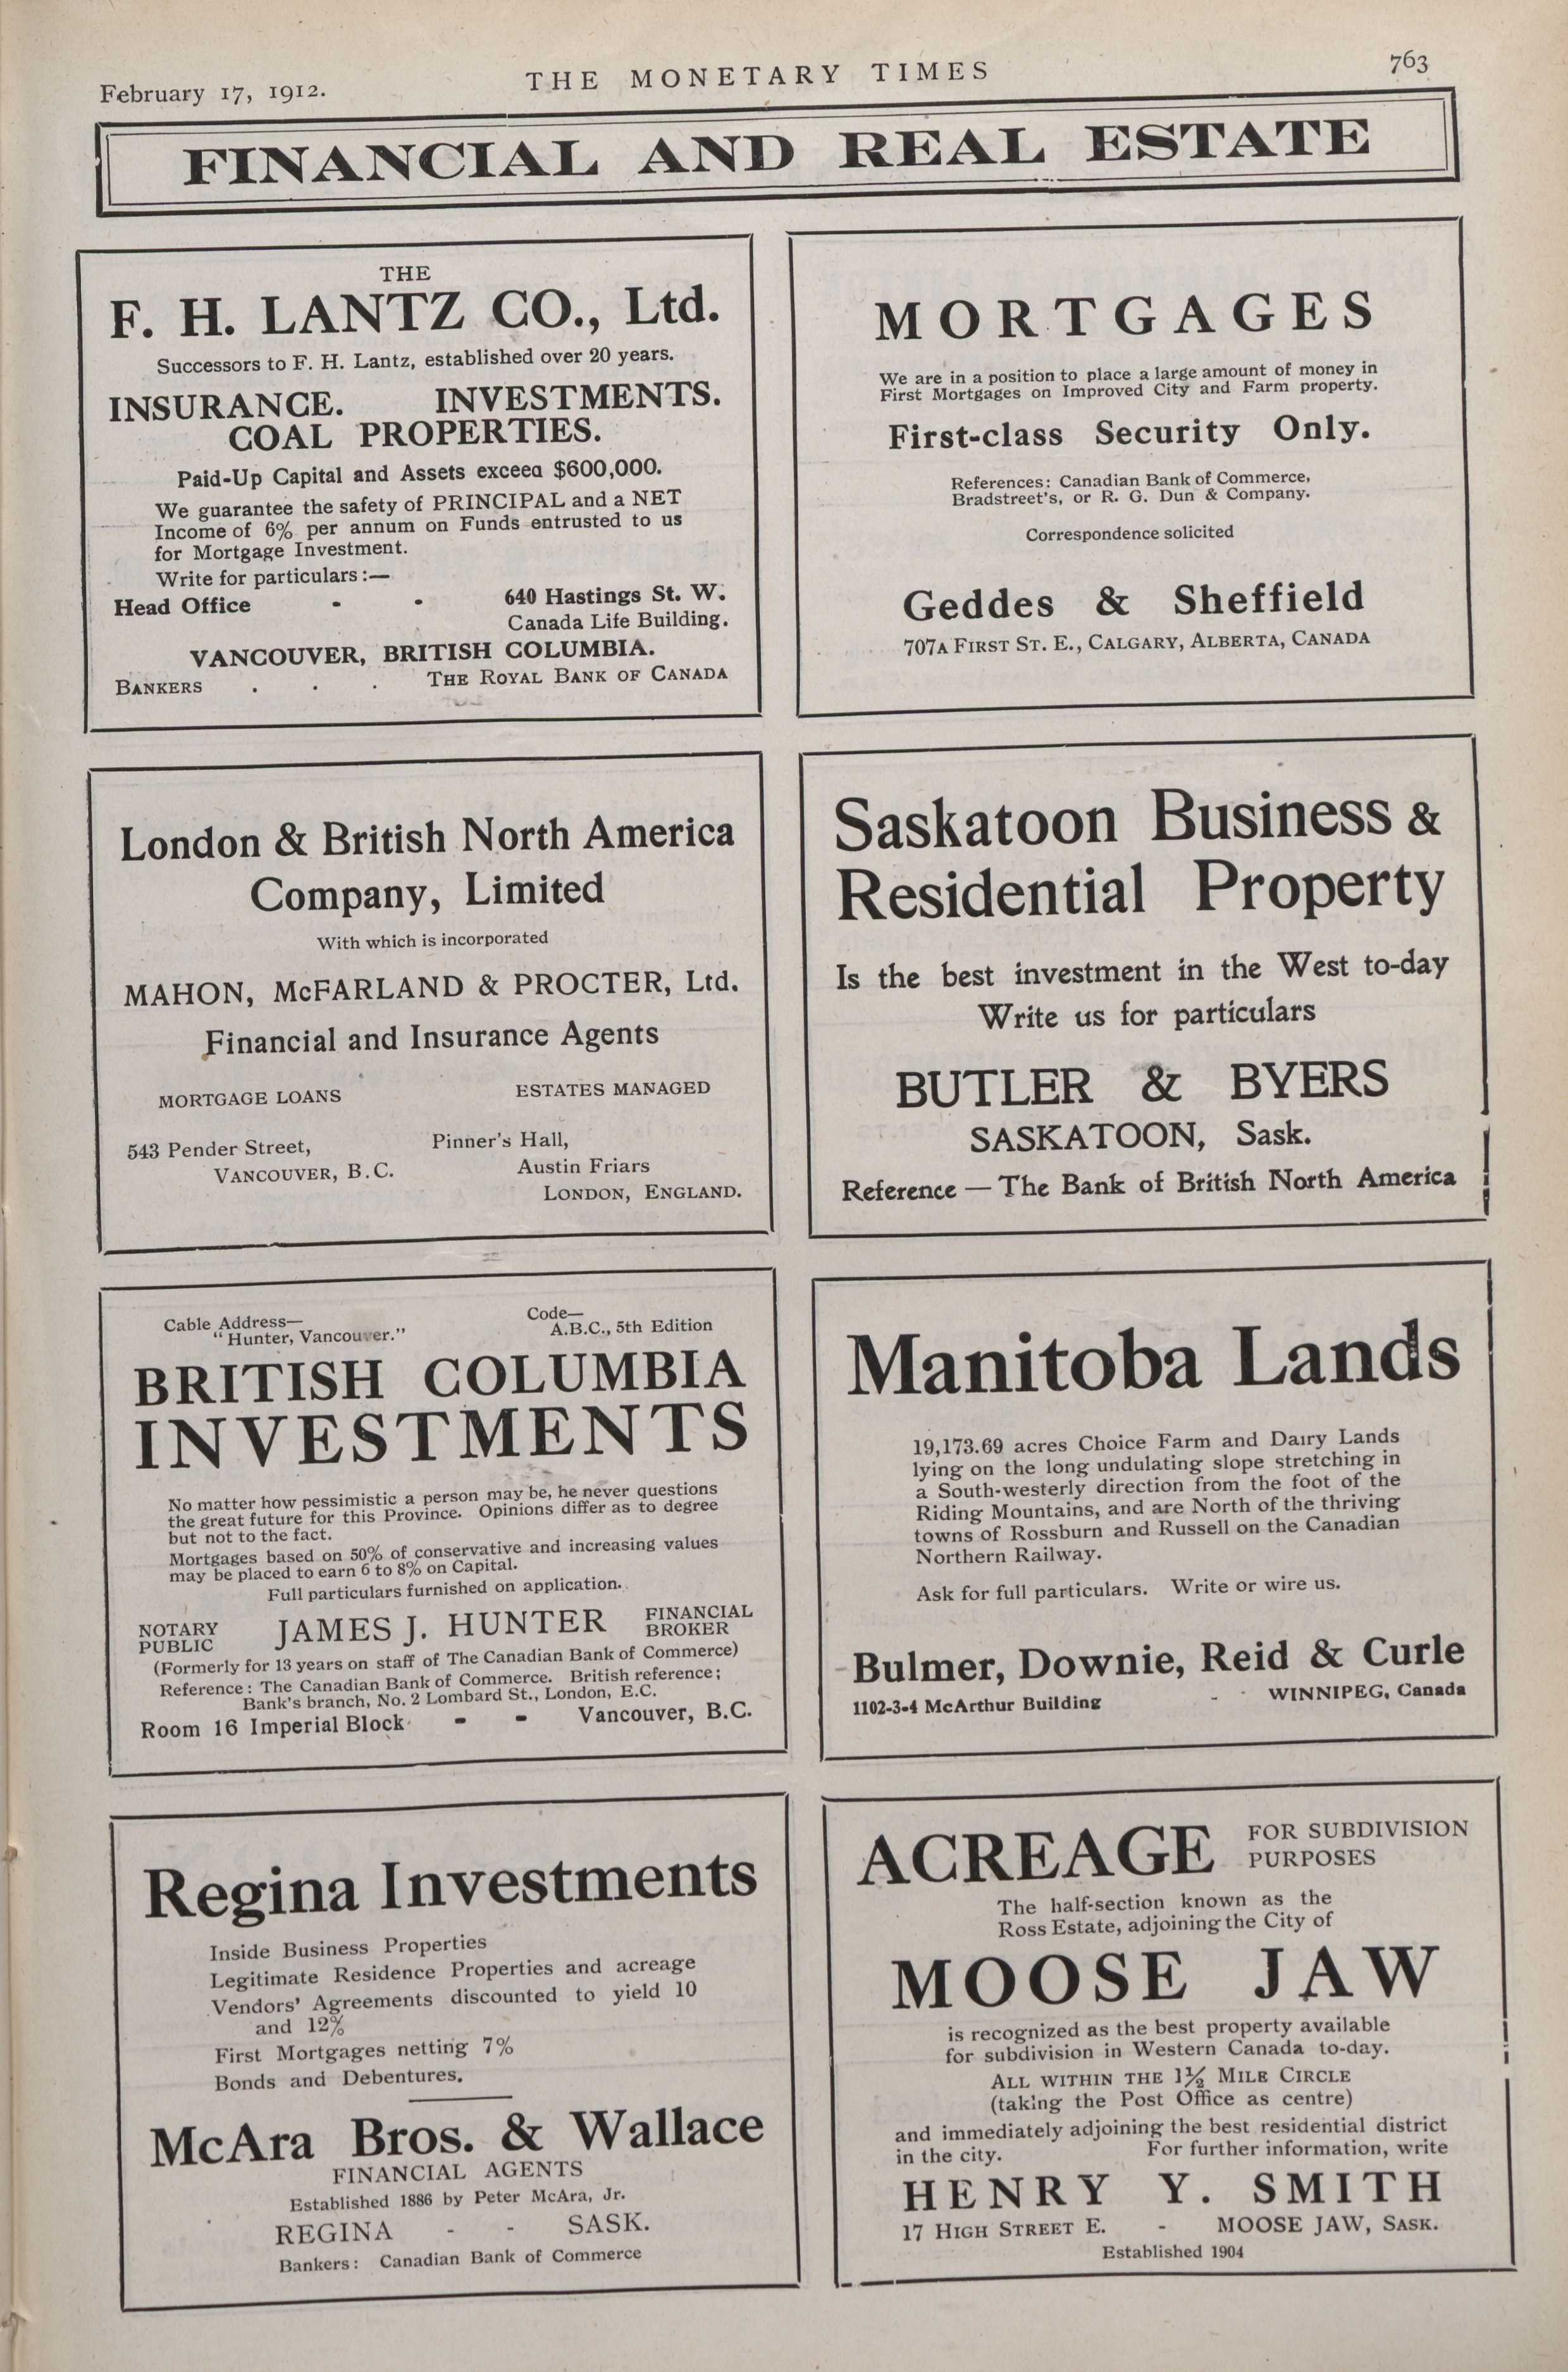 February 17, 1912.
THE MONETARY TIMES
763
FINANCIAL AND REAL ESTATE
THE
F. H. LANTZ CO., Ltd.
Successors to F. H. Lantz, established over 20 years.
INSURANCE. INVESTMENTS.
COAL PROPERTIES.
Paid-Up Capital and Assets exceed $600,000.
We guarantee the safety of PRINCIPAL and a NET
Income of 6% per annum on Funds entrusted to us
for Mortgage Investment.
Write for particulars:—
Head Office - - 640 Hastings St. W.
Canada Life Building.
VANCOUVER, BRITISH COLUMBIA.
BANKERS . . . THE ROYAL BANK OF CANADA
MORTGAGES
We are in a position to place a large amount of money in
First Mortgages on Improved City and Farm property.
First-class Security Only.
References: Canadian Bank of Commerce,
Bradstreet's, or R. G. Dun & Company.
Correspondence solicited
Geddes & Sheffield
707A FIRST ST. E., CALGARY, ALBERTA, CANADA
London & British North America
Company, Limited
With which is incorporated
MAHON, McFARLAND & PROCTER, Ltd.
Financial and Insurance Agents
MORTGAGE LOANS ESTATES MANAGED
543 Pender Street,
VANCOUVER, B.C.
Pinner's Hall,
Austin Friars
LONDON, ENGLAND.
Saskatoon Business &
Residential Property
Is the best investment in the West to-day
Write us for particulars
BUTLER & BYERS
SASKATOON, Sask.
Reference — The Bank of British North America
Cable Address—
"Hunter, Vancouver."
Code—
A.B.C., 5th Edition
BRITISH COLUMBIA
INVESTMENTS
No matter how pessimistic a person may be, he never questions
the great future for this Province. Opinions differ as to degree
but not to the fact.
Mortgages based on 50% of conservative and increasing values
may be placed to earn 6 to 8% on Capital.
Full particulars furnished on application.
NOTARY
PUBLIC
JAMES J. HUNTER
FINANCIAL
BROKER
(Formerly for 13 years on staff of The Canadian Bank of Commerce)
Reference: The Canadian Bank of Commerce. British reference;
Bank's branch, No. 2 Lombard St., London, E.C.
Room 16 Imperial Block - - Vancouver, B.C.
Manitoba Lands
19,173.69 acres Choice Farm and Dairy Lands
lying on the long undulating slope stretching in
a South-westerly direction from the foot of the
Riding Mountains, and are North of the thriving
towns of Rossburn and Russell on the Canadian
Northern Railway.
Ask for full particulars. Write or wire us.
Bulmer, Downie, Reid & Curle
1102-3-4 McArthur Building - - WINNIPEG, Canada
Regina Investments
Inside Business Properties
Legitimate Residence Properties and acreage
Vendors' Agreements discounted to yield 10
and 12%
First Mortgages netting 7%
Bonds and Debentures.
McAra Bros. & Wallace
FINANCIAL AGENTS
Established 1886 by Peter McAra, Jr.
REGINA - - SASK.
Bankers: Canadian Bank of Commerce
ACREAGE FOR SUBDIVISION
PURPOSES
The half-section known as the
Ross Estate, adjoining the City of
MOOSE JAW
is recognized as the best property available
for subdivision in Western Canada to-day.
ALL WITHIN THE 1½ MILE CIRCLE
(taking the Post Office as centre)
and immediately adjoining the best residential district
in the city. For further information, write
HENRY Y. SMITH
17 HIGH STREET E. - MOOSE JAW, SASK.
Established 1904